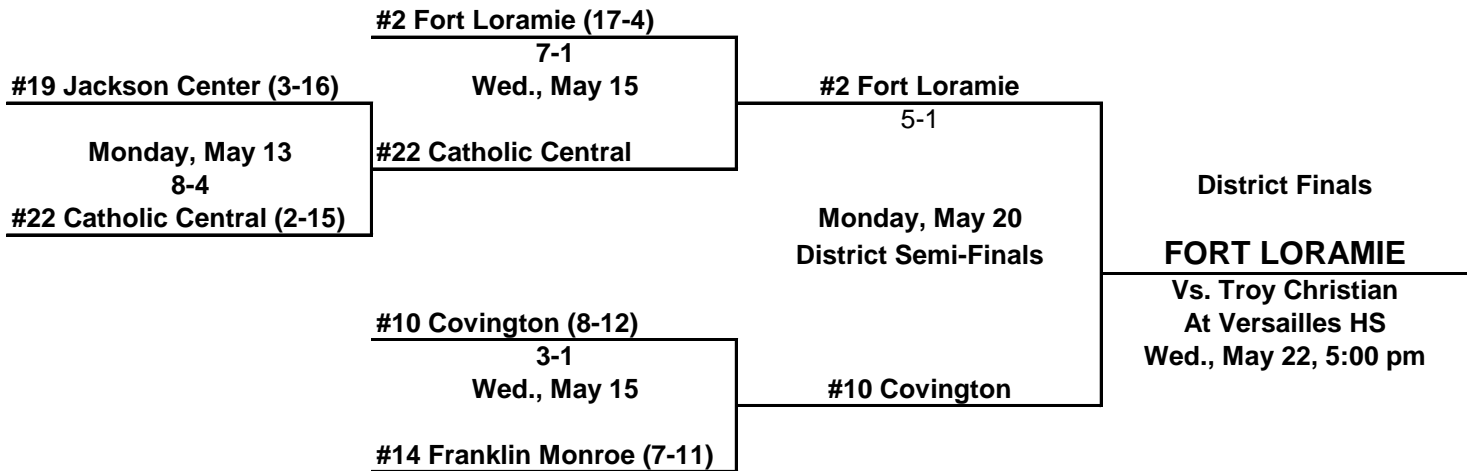 #2 Fort Loramie (17-4)
7-1
#19 Jackson Center (3-16)
Wed., May 15
#2 Fort Loramie
5-1
Monday, May 13
#22 Catholic Central
8-4
District Finals
#22 Catholic Central (2-15)
Monday, May 20
District Semi-Finals
FORT LORAMIE
Vs. Troy Christian
#10 Covington (8-12)
At Versailles HS
3-1
Wed., May 22, 5:00 pm
Wed., May 15
#10 Covington
#14 Franklin Monroe (7-11)